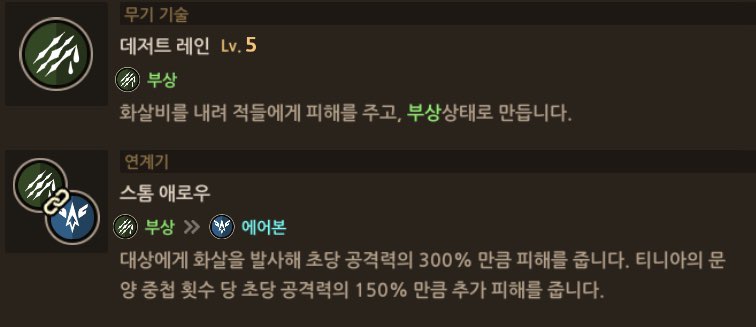 무기 기술
데저트 레인 Lv. 5
부상
화살비를 내려 적들에게 피해를 주고, 부상상태로 만듭니다.
연계기
스톰 애로우
부상 » 에어본
대상에게 화살을 발사해 초당 공격력의 300% 만큼 피해를 줍니다. 티니아의 문
양 중첩 횟수 당 초당 공격력의 150% 만큼 추가 피해를 줍니다.